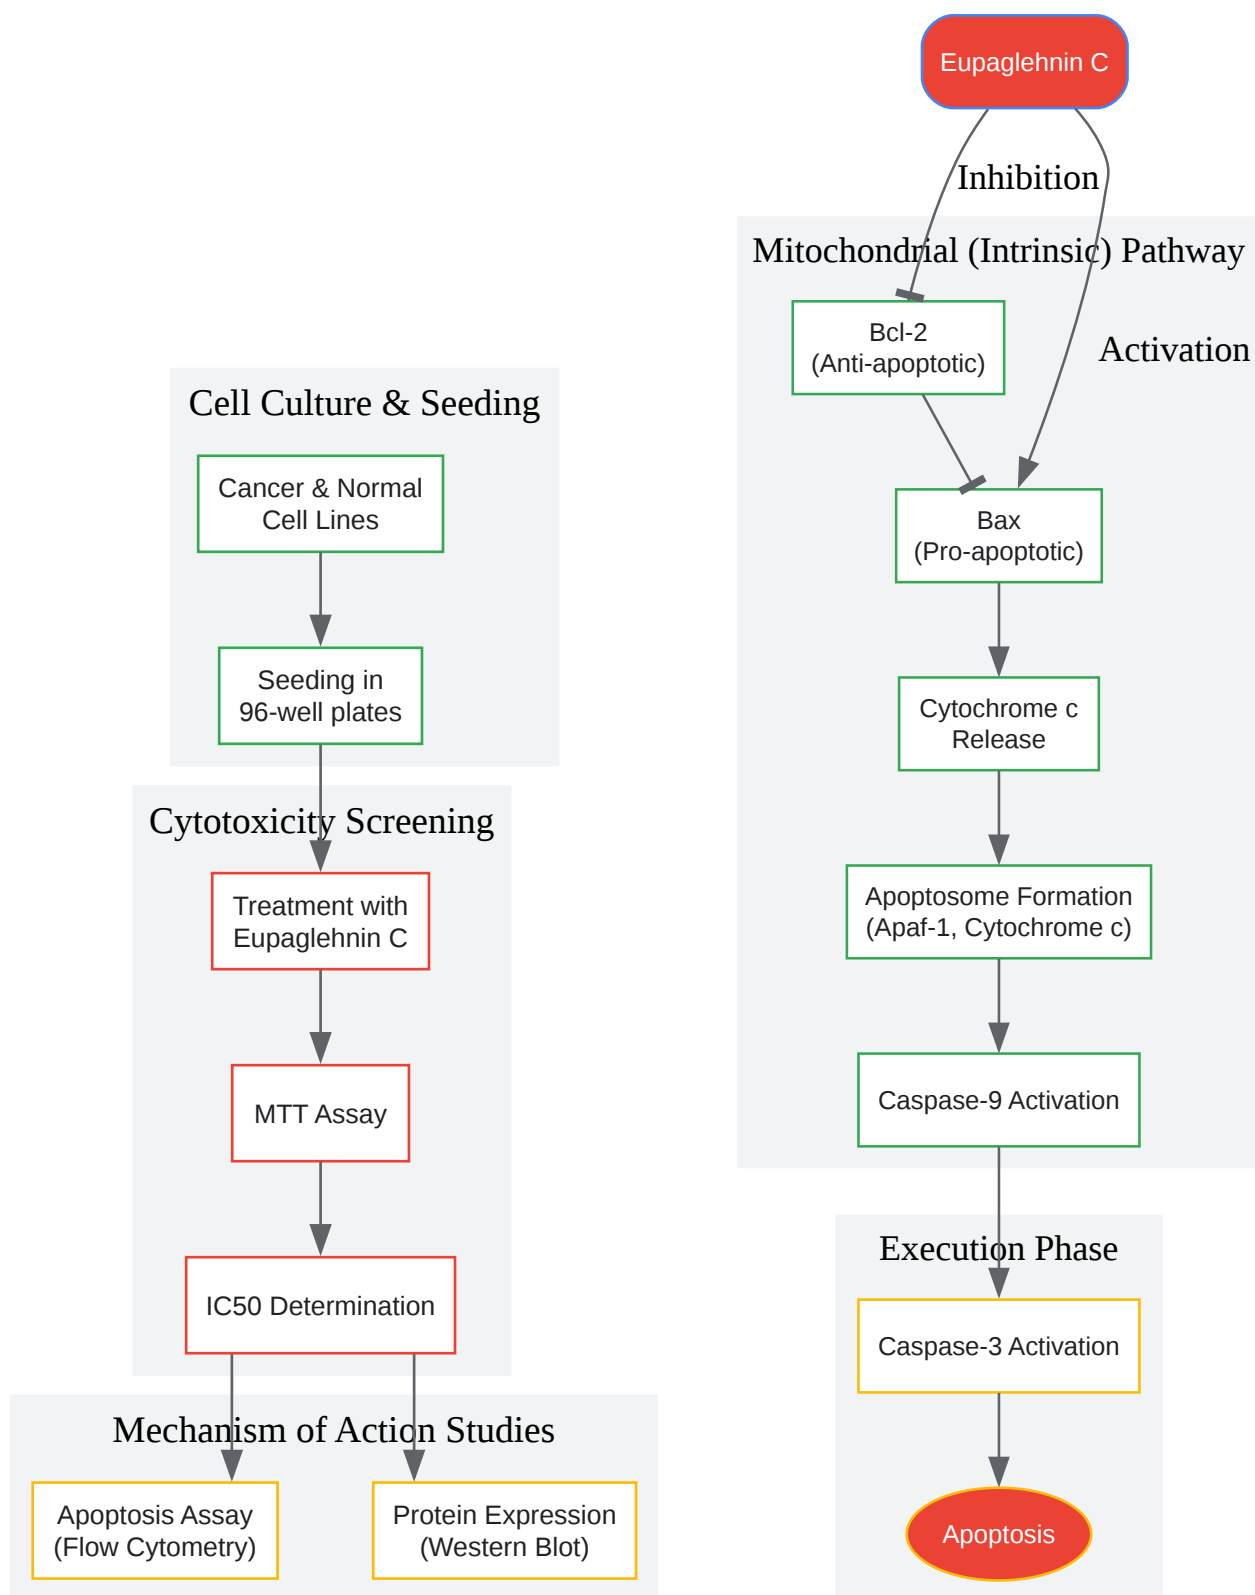 Cell Culture & Seeding
Cancer & Normal
Cell Lines
Seeding in
96-well plates
Cytotoxicity Screening
Treatment with
Eupaglehnin C
MTT Assay
IC50 Determination
Mechanism of Action Studies
Apoptosis Assay
(Flow Cytometry)
Protein Expression
(Western Blot)
Eupaglehnin C
Inhibition
Mitochondrial (Intrinsic) Pathway
Bcl-2
(Anti-apoptotic)
Activation
Bax
(Pro-apoptotic)
Cytochrome c
Release
Apoptosome Formation
(Apaf-1, Cytochrome c)
Caspase-9 Activation
Execution Phase
Caspase-3 Activation
Apoptosis